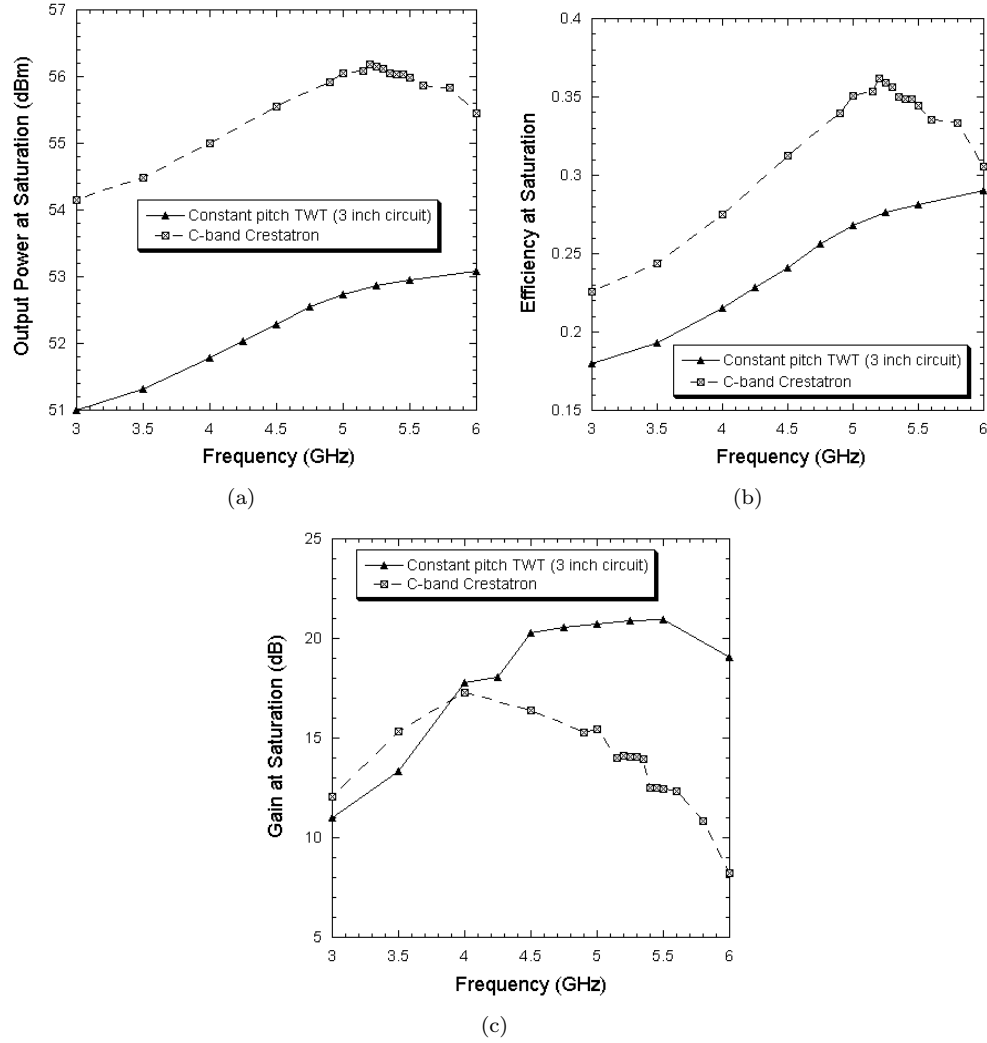 57
56
55
54
53
52
51
Output Power at Saturation (dBm)
Constant pitch TWT (3 inch circuit)
C-band Crestatron
3 3.5 4 4.5 5 5.5 6
Frequency (GHz)
(a)
0.4
0.35
0.3
0.25
0.2
0.15
Efficiency at Saturation
Constant pitch TWT (3 inch circuit)
C-band Crestatron
3 3.5 4 4.5 5 5.5 6
Frequency (GHz)
(b)
25
20
15
10
5
Gain at Saturation (dB)
Constant pitch TWT (3 inch circuit)
C-band Crestatron
3 3.5 4 4.5 5 5.5 6
Frequency (GHz)
(c)